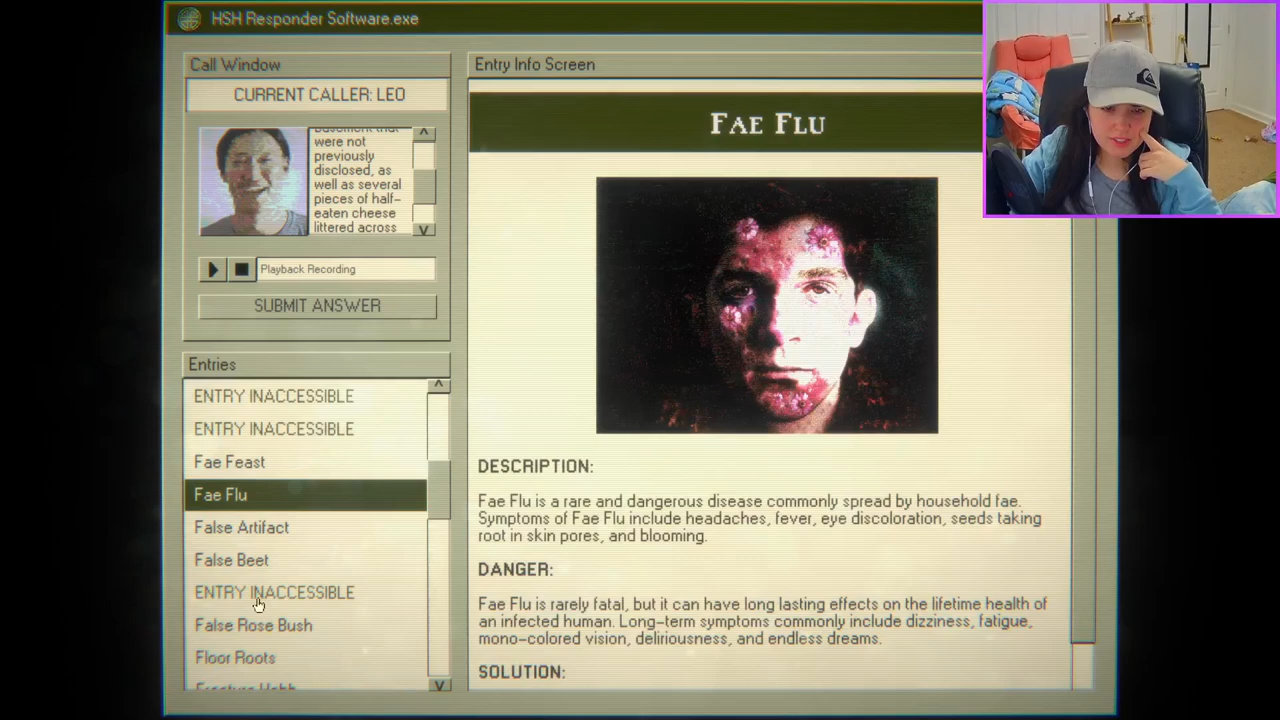 HSH Responder Software.exe
Call Window
CURRENT CALLER: LEO
were not
previously
disclosed, as
well as several
pieces of half-
eaten cheese
littered across
Playback Recording
SUBMIT ANSWER
Entries
ENTRY INACCESSIBLE
ENTRY INACCESSIBLE
Fae Feast
Fae Flu
False Artifact
False Beet
ENTRY INACCESSIBLE
False Rose Bush
Floor Roots
Entry Info Screen
FAE FLU
DESCRIPTION:
Fae Flu is a rare and dangerous disease commonly spread by household fae.
Symptoms of Fae Flu include headaches, fever, eye discoloration, seeds taking
root in skin pores, and blooming.
DANGER:
Fae Flu is rarely fatal, but it can have long lasting effects on the lifetime health of
an infected human. Long-term symptoms commonly include dizziness, fatigue,
mono-colored vision, deliriousness, and endless dreams.
SOLUTION: